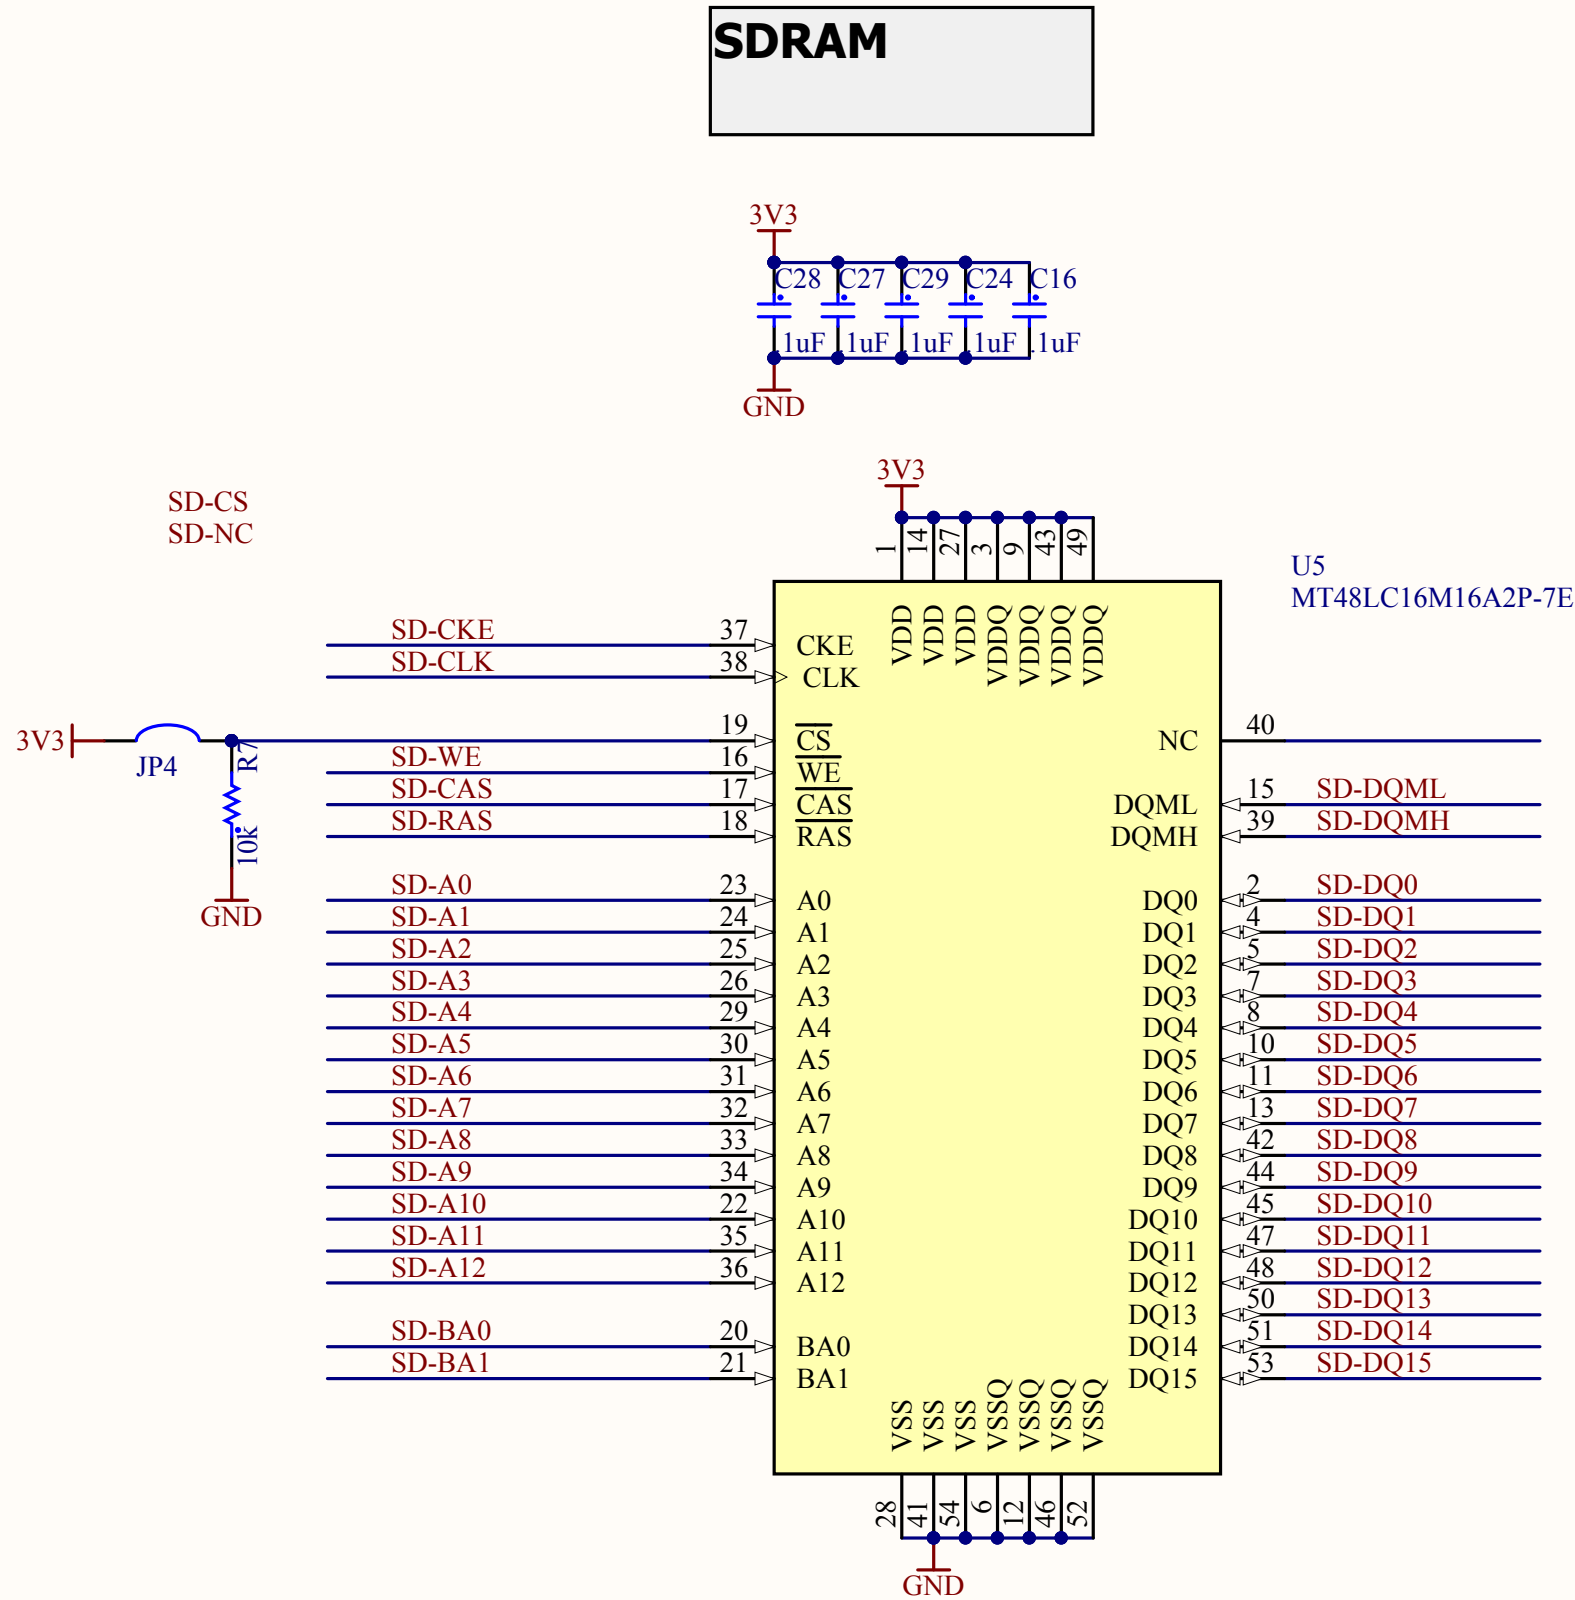 SDRAM
3V3
C28 C27 C29 C24 C16
.1uF .1uF .1uF .1uF .1uF
GND
3V3
SD-CS
SD-NC
1 14 27 3 9 43 49
U5
MT48LC16M16A2P-7E
VDD VDD VDD VDDQ VDDQ VDDQ VDDQ
SD-CKE 37 CKE
SD-CLK 38 CLK
3V3 JP4 R7 10k GND
19 CS NC 40
SD-WE 16 WE
SD-CAS 17 CAS DQML 15 SD-DQML
SD-RAS 18 RAS DQMH 39 SD-DQMH
SD-A0 23 A0 DQ0 2 SD-DQ0
SD-A1 24 A1 DQ1 4 SD-DQ1
SD-A2 25 A2 DQ2 5 SD-DQ2
SD-A3 26 A3 DQ3 7 SD-DQ3
SD-A4 29 A4 DQ4 8 SD-DQ4
SD-A5 30 A5 DQ5 10 SD-DQ5
SD-A6 31 A6 DQ6 11 SD-DQ6
SD-A7 32 A7 DQ7 13 SD-DQ7
SD-A8 33 A8 DQ8 42 SD-DQ8
SD-A9 34 A9 DQ9 44 SD-DQ9
SD-A10 22 A10 DQ10 45 SD-DQ10
SD-A11 35 A11 DQ11 47 SD-DQ11
SD-A12 36 A12 DQ12 48 SD-DQ12
DQ13 50 SD-DQ13
SD-BA0 20 BA0 DQ14 51 SD-DQ14
SD-BA1 21 BA1 DQ15 53 SD-DQ15
VSS VSS VSS VSSQ VSSQ VSSQ VSSQ
28 41 54 6 12 46 52
GND